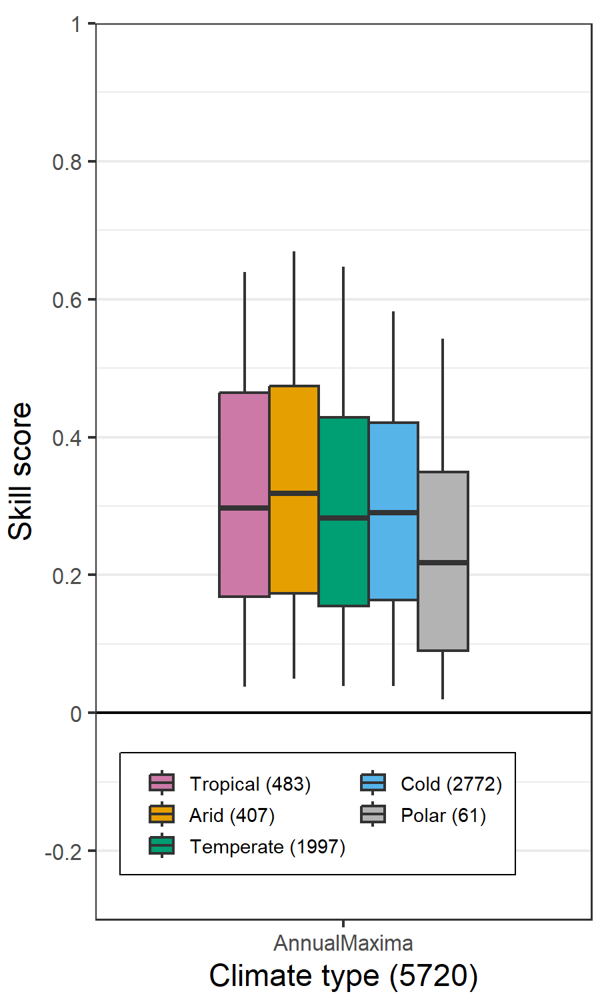 1
0.8
0.6
0.4
0.2
0
-0.2
Skill score
Tropical (483)
Arid (407)
Temperate (1997)
Cold (2772)
Polar (61)
AnnualMaxima
Climate type (5720)